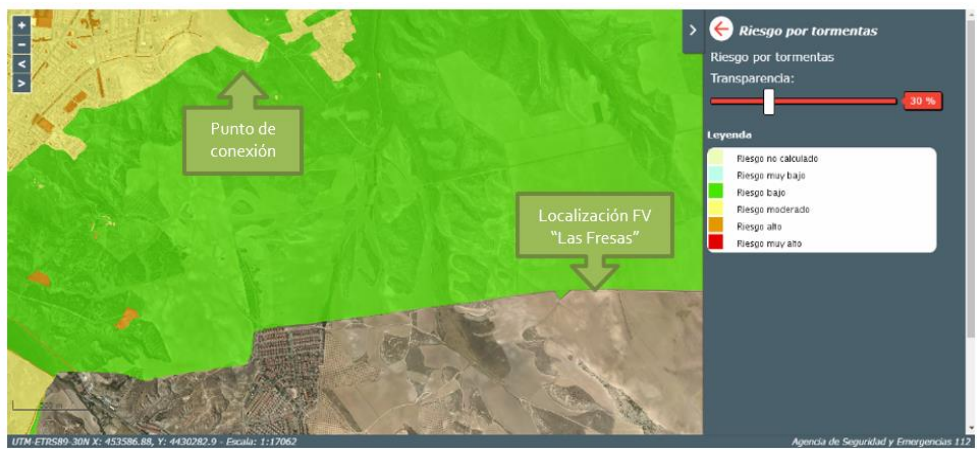 +
−
<
>
Punto de
conexión
Localización FV
"Las Fresas"
>
Riesgo por tormentas
Riesgo por tormentas
Transparencia:
30 %
Leyenda
Riesgo no calculado
Riesgo muy bajo
Riesgo bajo
Riesgo moderado
Riesgo alto
Riesgo muy alto
UTM-ETRS89-30N X: 453586.88, Y: 4430282.9 - Escala: 1:17062
Agencia de Seguridad y Emergencias 112